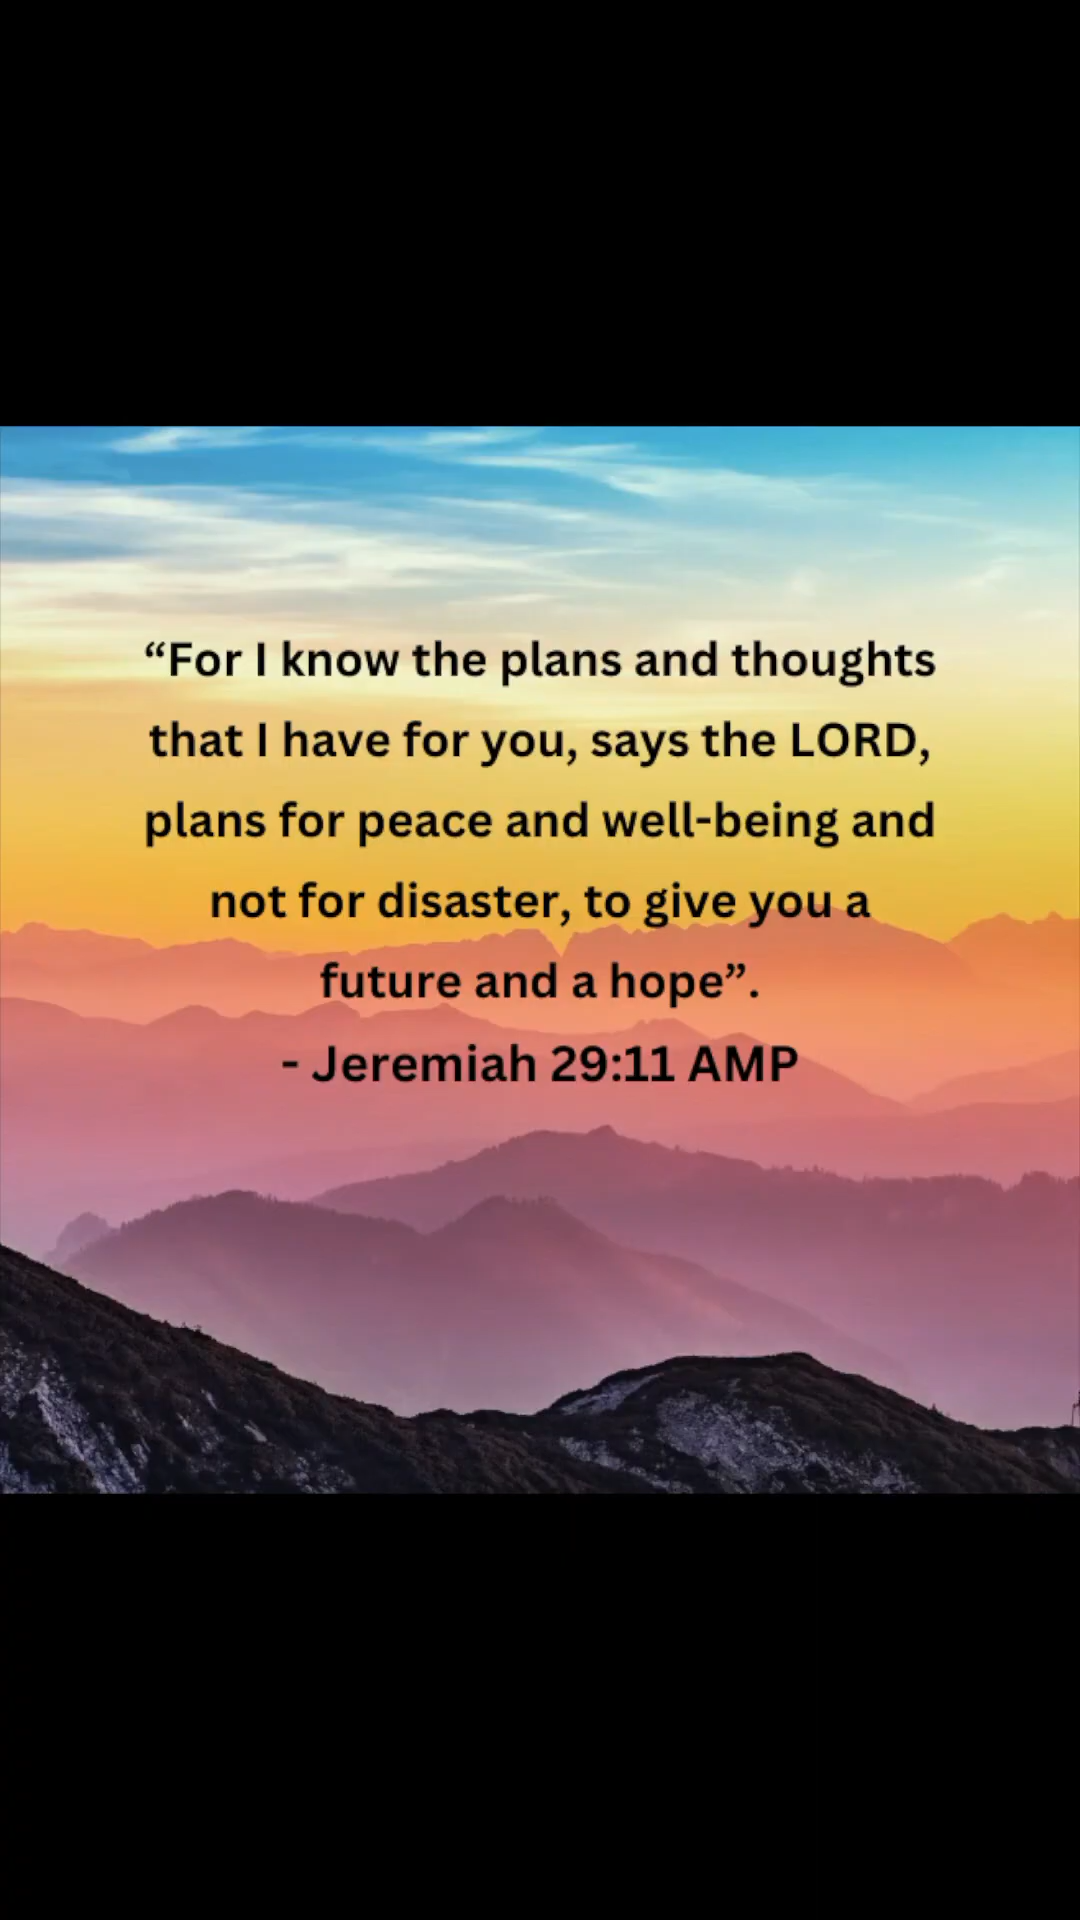 “For I know the plans and thoughts
that I have for you, says the LORD,
plans for peace and well-being and
not for disaster, to give you a
future and a hope”.
- Jeremiah 29:11 AMP